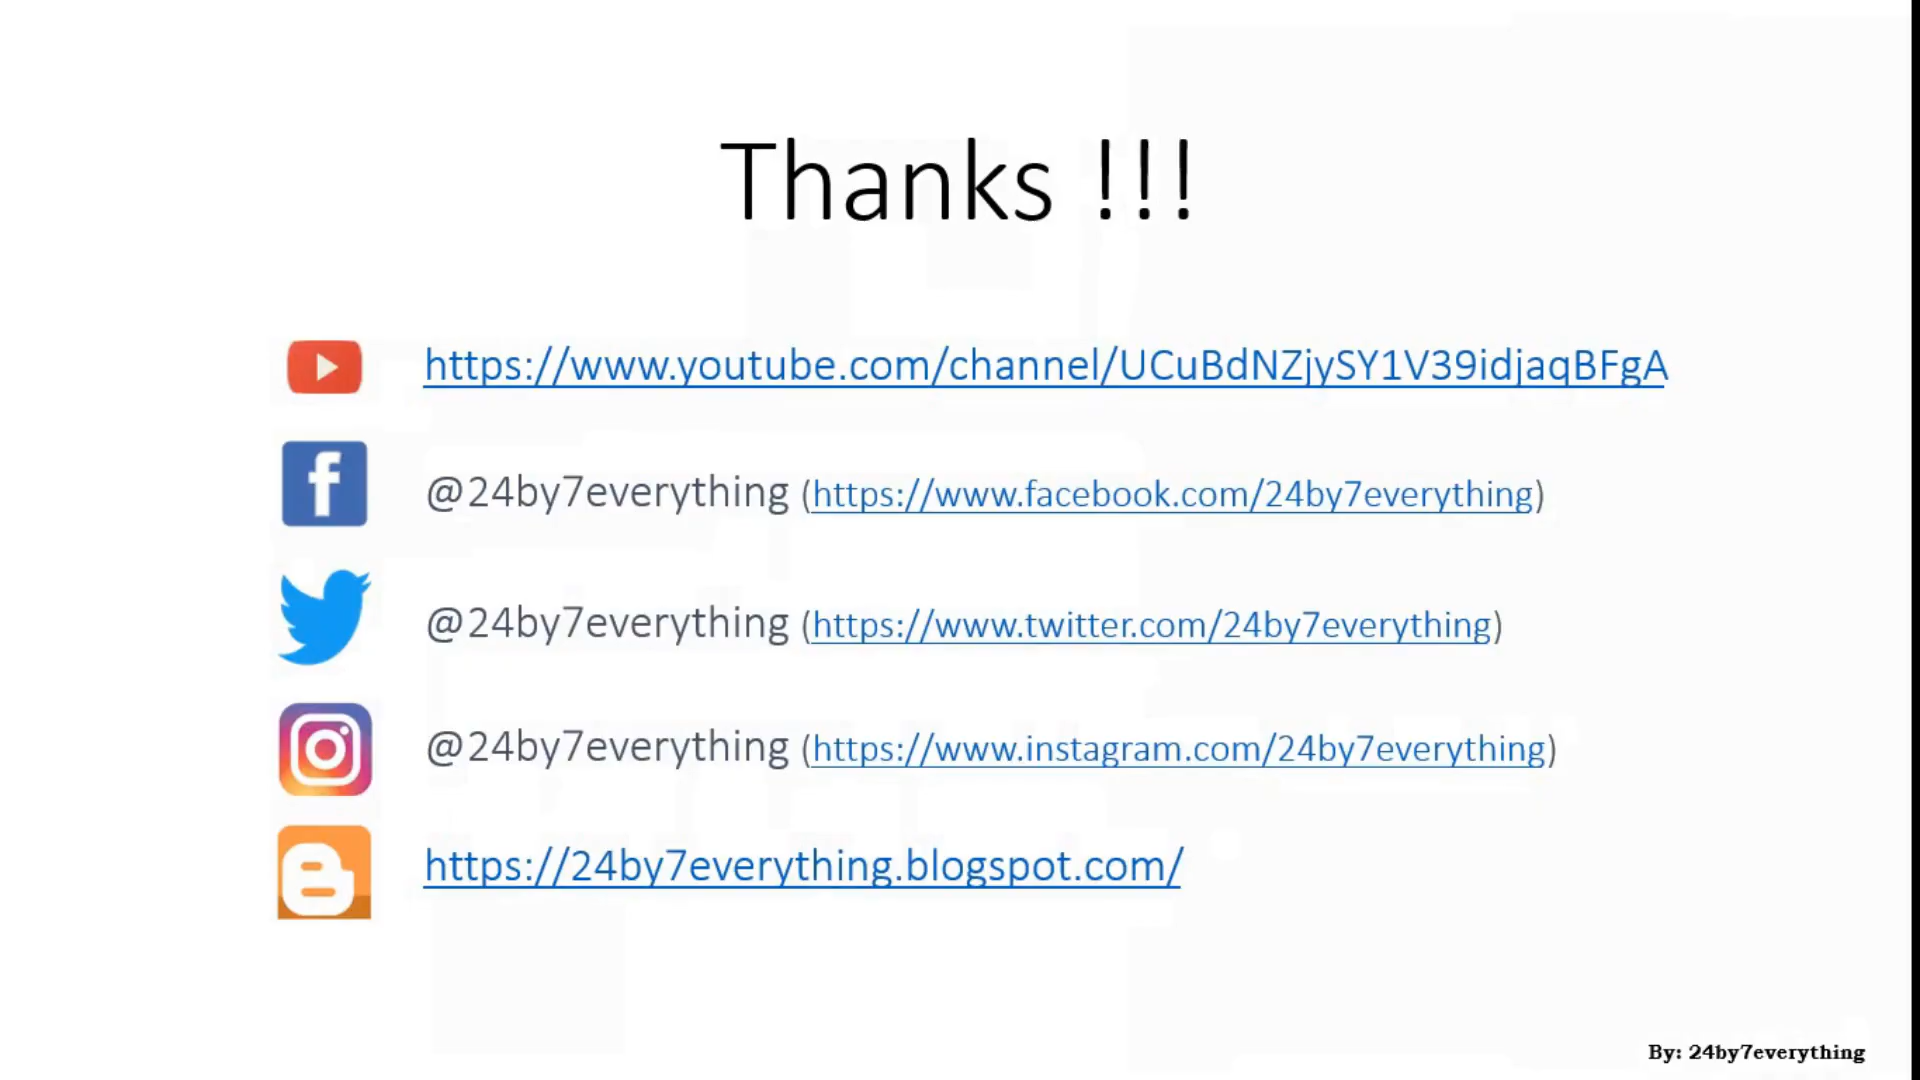 Thanks !!!
https://www.youtube.com/channel/UCuBdNZjySY1V39idjaqBFgA
@24by7everything (https://www.facebook.com/24by7everything)
@24by7everything (https://www.twitter.com/24by7everything)
@24by7everything (https://www.instagram.com/24by7everything)
https://24by7everything.blogspot.com/
By: 24by7everything